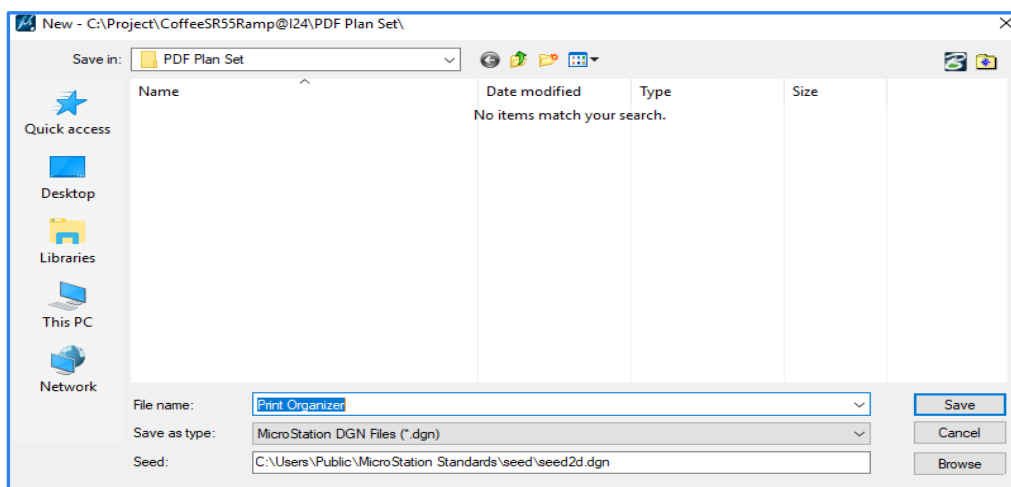 New - C:\Project\CoffeeSR55Ramp@I24\PDF Plan Set\
Save in: PDF Plan Set
Name Date modified Type Size
No items match your search.
Quick access
Desktop
Libraries
This PC
Network
File name: Print Organizer Save
Save as type: MicroStation DGN Files (*.dgn) Cancel
Seed: C:\Users\Public\MicroStation Standards\seed\seed2d.dgn Browse